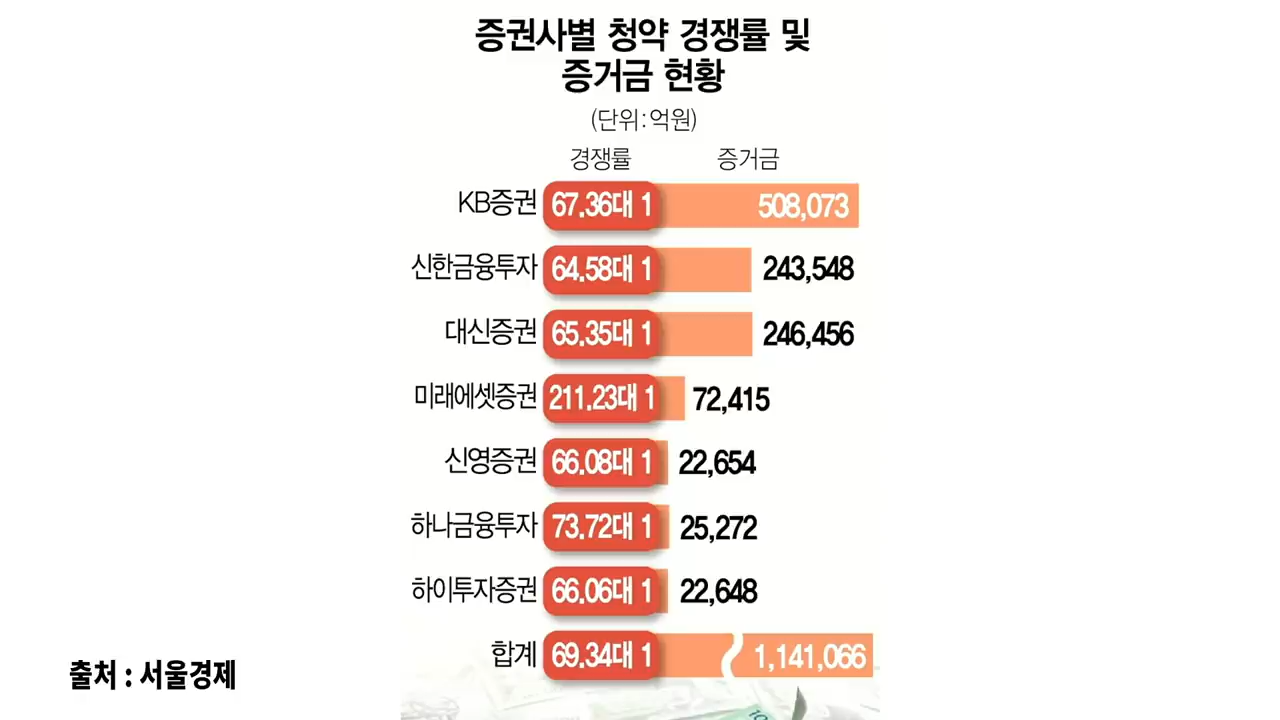 증권사별 청약 경쟁률 및
증거금 현황
(단위:억원)
경쟁률 증거금
KB증권 67.36대 1 508,073
신한금융투자 64.58대 1 243,548
대신증권 65.35대 1 246,456
미래에셋증권 211.23대 1 72,415
신영증권 66.08대 1 22,654
하나금융투자 73.72대 1 25,272
하이투자증권 66.06대 1 22,648
합계 69.34대 1 1,141,066
출처 : 서울경제